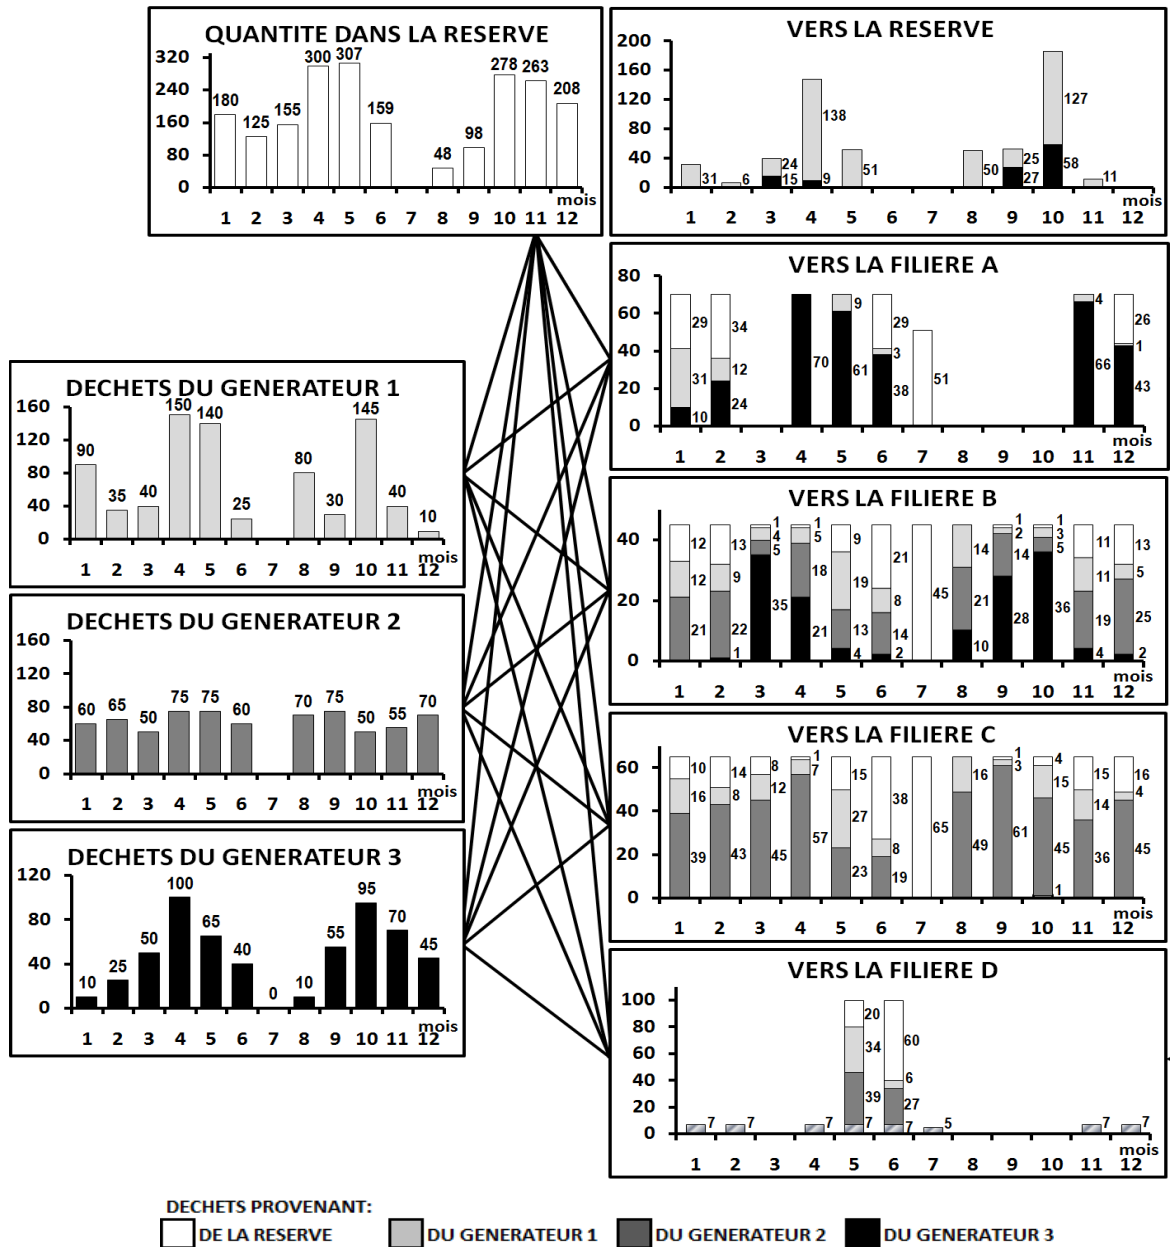 QUANTITE DANS LA RESERVE
320
240
160
80
0
180 125 155 300 307 159 48 98 278 263 208
mois
1 2 3 4 5 6 7 8 9 10 11 12
VERS LA RESERVE
200
160
120
80
40
0
31 6 24 15 138 9 51 50 25 27 127 58 11
mois
1 2 3 4 5 6 7 8 9 10 11 12
VERS LA FILIERE A
80
60
40
20
0
29 31 10 34 12 24 70 9 61 29 3 38 51 4 66 26 1 43
mois
1 2 3 4 5 6 7 8 9 10 11 12
DECHETS DU GENERATEUR 1
160
120
80
40
0
90 35 40 150 140 25 80 30 145 40 10
mois
1 2 3 4 5 6 7 8 9 10 11 12
VERS LA FILIERE B
40
20
0
12 12 21 13 9 22 1 1 4 5 35 1 5 18 21 9 19 13 4 21 8 14 2 45 14 21 10 1 2 14 28 1 3 5 36 11 11 19 4 13 5 25 2
mois
1 2 3 4 5 6 7 8 9 10 11 12
DECHETS DU GENERATEUR 2
160
120
80
40
0
60 65 50 75 75 60 70 75 50 55 70
mois
1 2 3 4 5 6 7 8 9 10 11 12
VERS LA FILIERE C
60
40
20
0
10 16 39 14 8 43 8 12 45 1 7 57 15 27 23 38 8 19 65 16 49 1 3 61 4 15 45 1 15 14 36 16 4 45
mois
1 2 3 4 5 6 7 8 9 10 11 12
DECHETS DU GENERATEUR 3
120
80
40
0
10 25 50 100 65 40 0 10 55 95 70 45
mois
1 2 3 4 5 6 7 8 9 10 11 12
VERS LA FILIERE D
100
80
60
40
20
0
7 7 7 20 34 39 7 60 6 27 7 5 7 7
mois
1 2 3 4 5 6 7 8 9 10 11 12
DECHETS PROVENANT:
DE LA RESERVE DU GENERATEUR 1 DU GENERATEUR 2 DU GENERATEUR 3